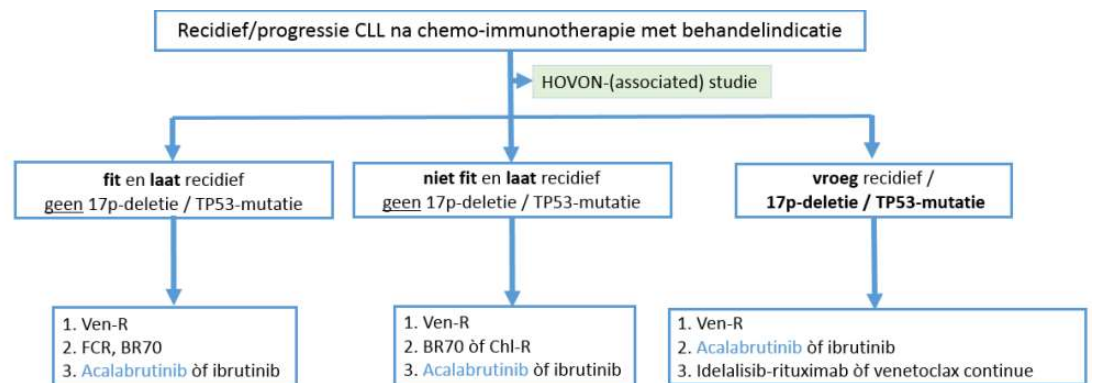 Recidief/progressie CLL na chemo-immunotherapie met behandelindicatie
HOVON-(associated) studie
fit en laat recidief
geen 17p-deletie / TP53-mutatie
niet fit en laat recidief
geen 17p-deletie / TP53-mutatie
vroeg recidief /
17p-deletie / TP53-mutatie
1. Ven-R
2. FCR, BR70
3. Acalabrutinib òf ibrutinib
1. Ven-R
2. BR70 òf Chl-R
3. Acalabrutinib òf ibrutinib
1. Ven-R
2. Acalabrutinib òf ibrutinib
3. Idelalisib-rituximab òf venetoclax continue